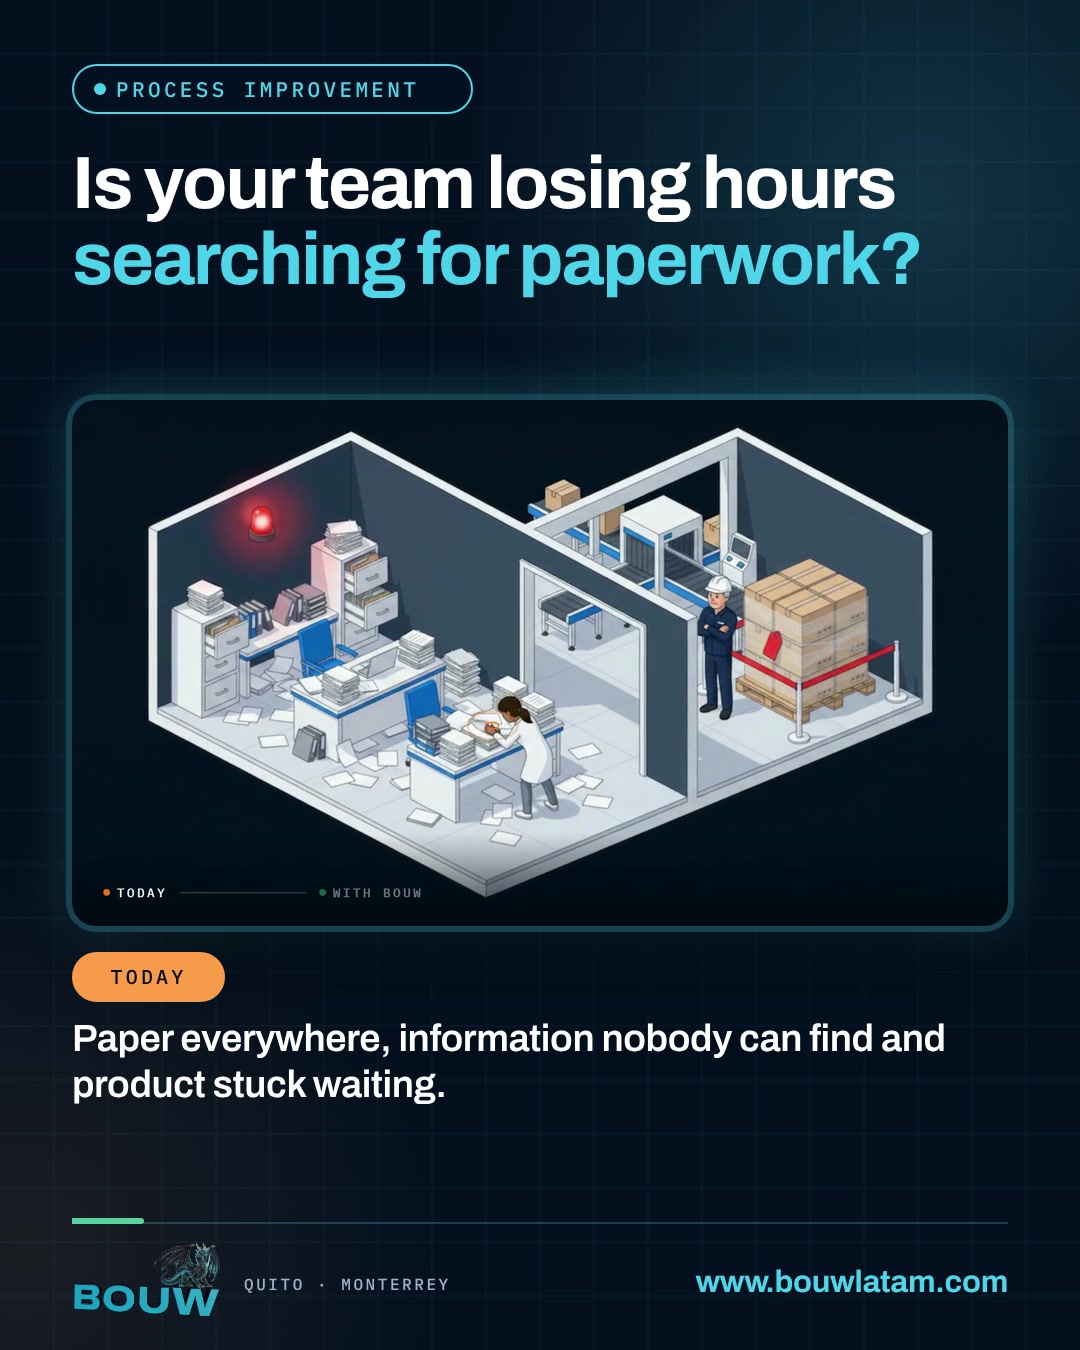 PROCESS IMPROVEMENT
Is your team losing hours
searching for paperwork?
TODAY
WITH BOUW
TODAY
Paper everywhere, information nobody can find and
product stuck waiting.
BOUW
QUITO · MONTERREY
www.bouwlatam.com